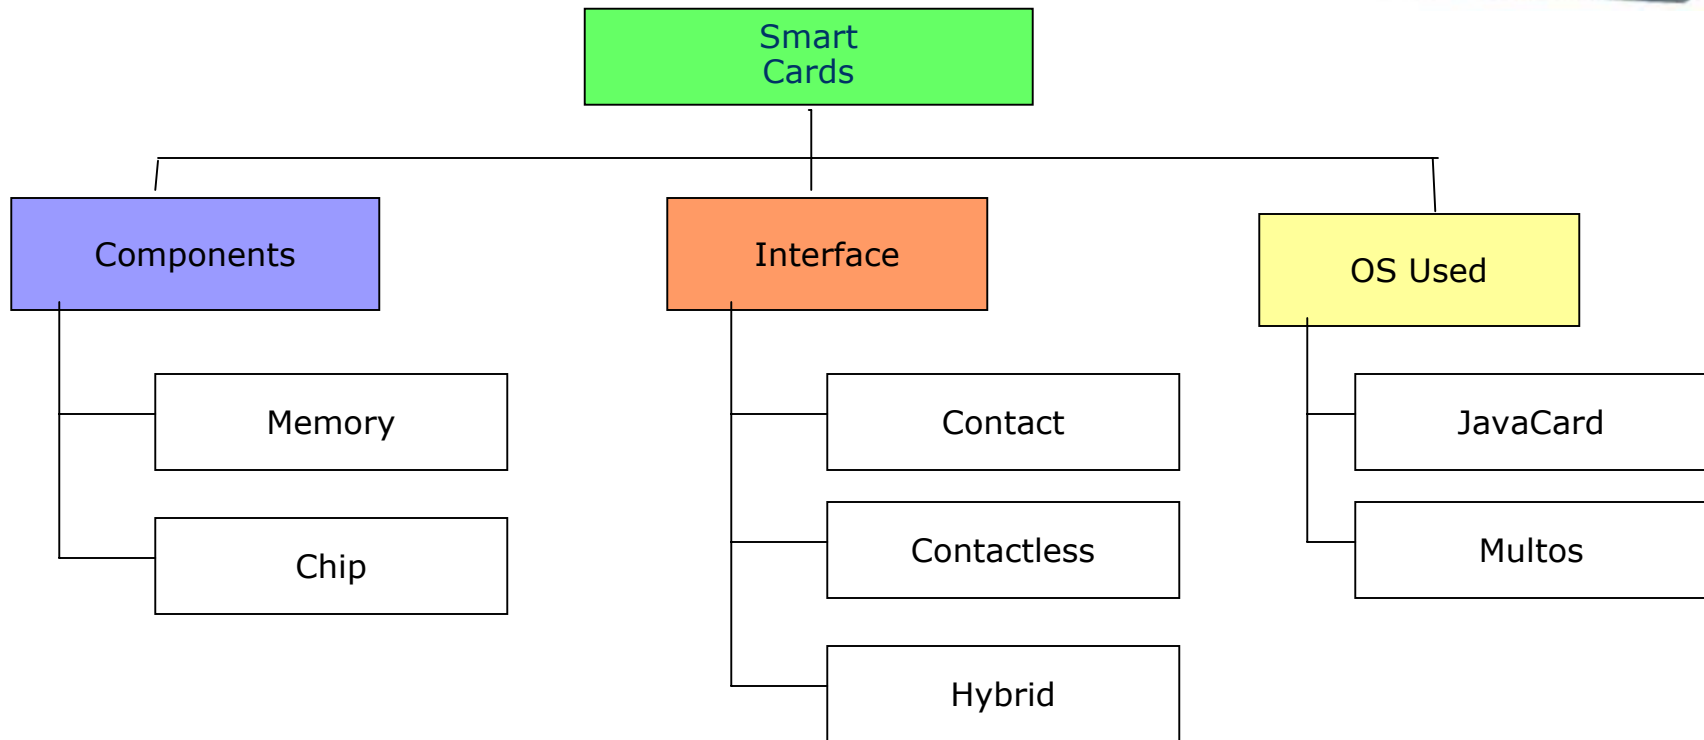 Smart
Cards
Components
Interface
OS Used
Memory
Contact
JavaCard
Contactless
Multos
Chip
Hybrid